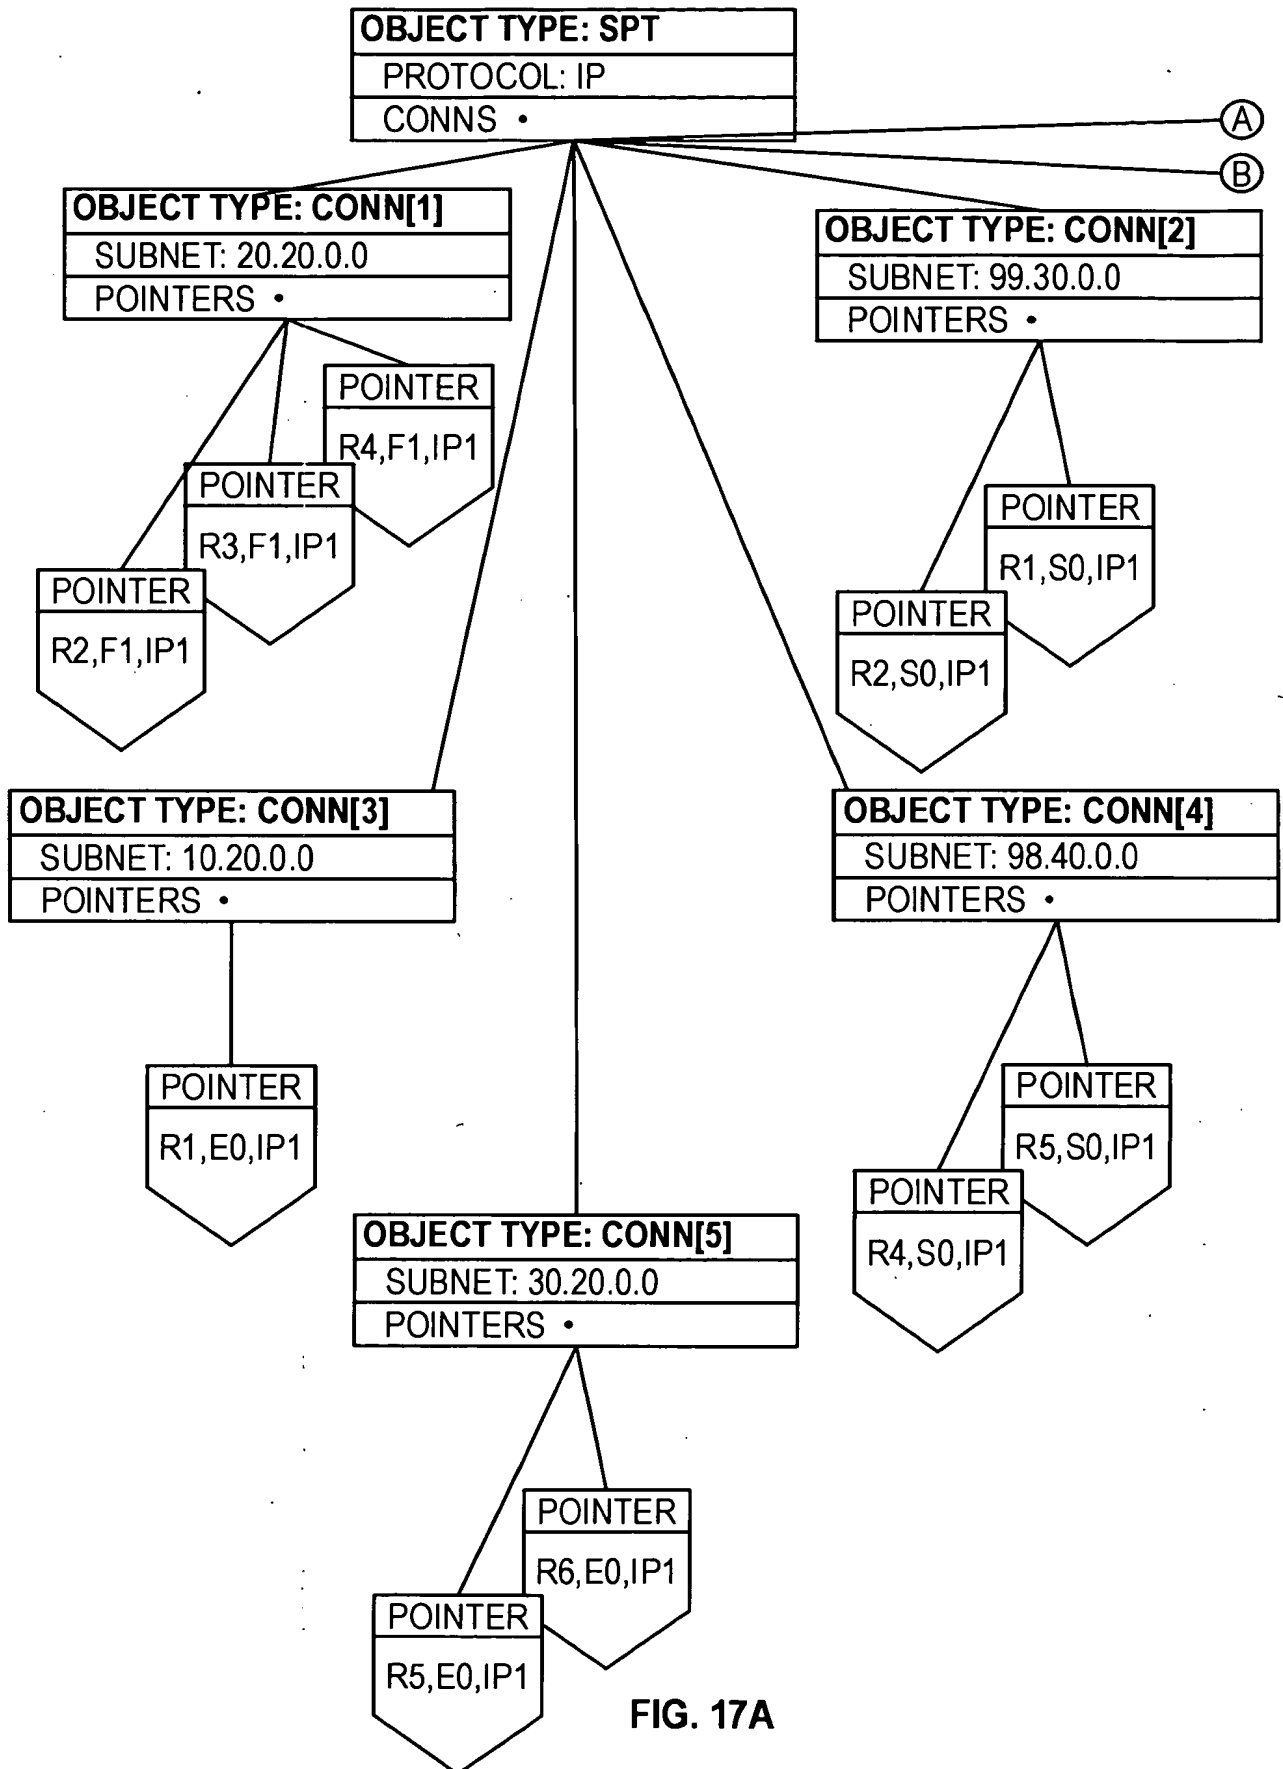 OBJECT TYPE: SPT
PROTOCOL: IP
CONNS •
A
B
OBJECT TYPE: CONN[1]
SUBNET: 20.20.0.0
POINTERS •
OBJECT TYPE: CONN[2]
SUBNET: 99.30.0.0
POINTERS •
POINTER
R4,F1,IP1
POINTER
R3,F1,IP1
POINTER
R2,F1,IP1
POINTER
R1,S0,IP1
POINTER
R2,S0,IP1
OBJECT TYPE: CONN[3]
SUBNET: 10.20.0.0
POINTERS •
OBJECT TYPE: CONN[4]
SUBNET: 98.40.0.0
POINTERS •
POINTER
R1,E0,IP1
POINTER
R5,S0,IP1
POINTER
R4,S0,IP1
OBJECT TYPE: CONN[5]
SUBNET: 30.20.0.0
POINTERS •
POINTER
R6,E0,IP1
POINTER
R5,E0,IP1
FIG. 17A